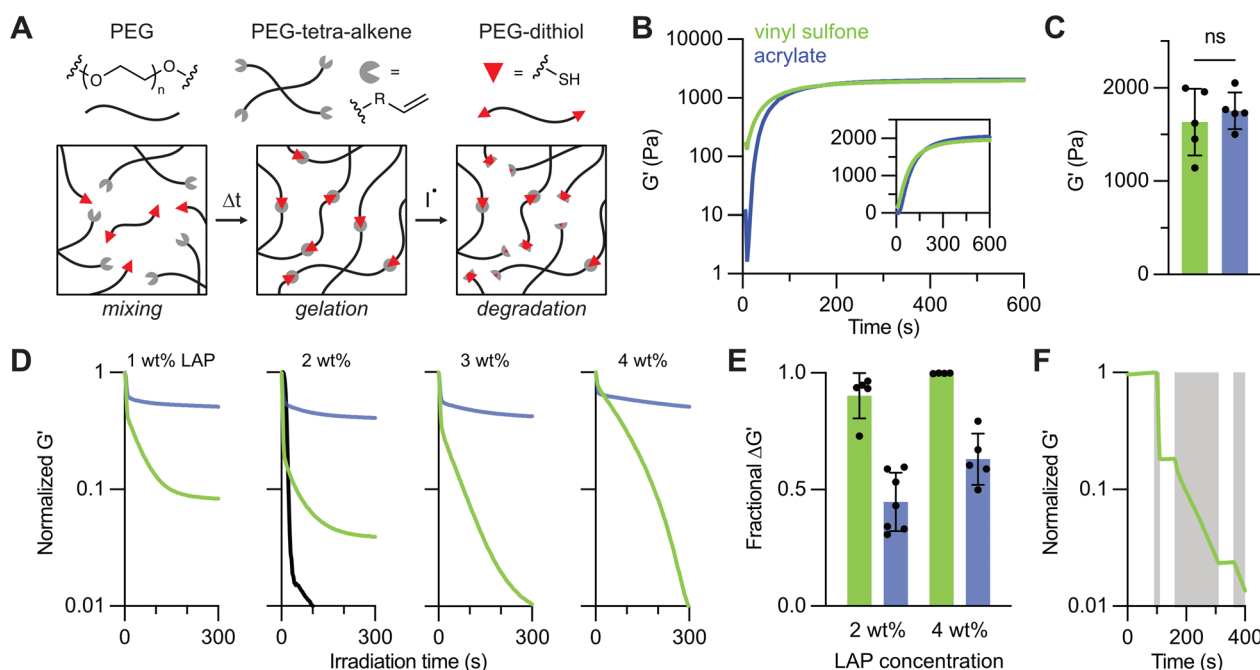 A
PEG
PEG-tetra-alkene
PEG-dithiol
O
O
n
=
R
=
SH
Δt
I•
mixing
gelation
degradation
B
vinyl sulfone
acrylate
10000
1000
100
10
1
G' (Pa)
0
200
400
600
Time (s)
2000
1000
0
0
300
600
C
ns
2000
1000
0
G' (Pa)
D
1 wt% LAP
2 wt%
3 wt%
4 wt%
1
0.1
0.01
Normalized G'
0
300
0
300
0
300
0
300
Irradiation time (s)
E
1.0
0.5
0.0
Fractional ΔG'
2 wt%
4 wt%
LAP concentration
F
1
0.1
0.01
Normalized G'
0
200
400
Time (s)